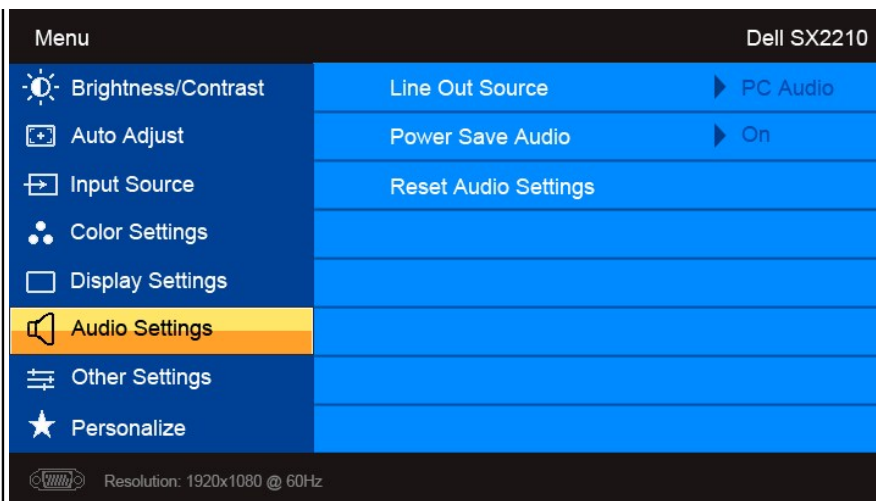 Menu Dell SX2210
Brightness/Contrast Line Out Source PC Audio
Auto Adjust Power Save Audio On
Input Source Reset Audio Settings
Color Settings
Display Settings
Audio Settings
Other Settings
Personalize
Resolution: 1920x1080 @ 60Hz